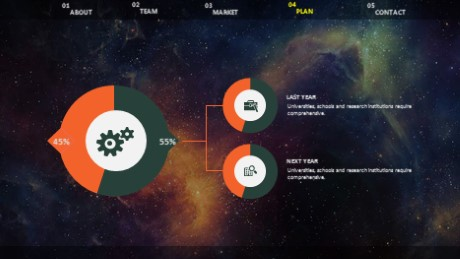 01
ABOUT
02
TEAM
03
MARKET
04
PLAN
05
CONTACT
45%
55%
LAST YEAR
Universities, schools and research institutions require
comprehensive.
NEXT YEAR
Universities, schools and research institutions require
comprehensive.